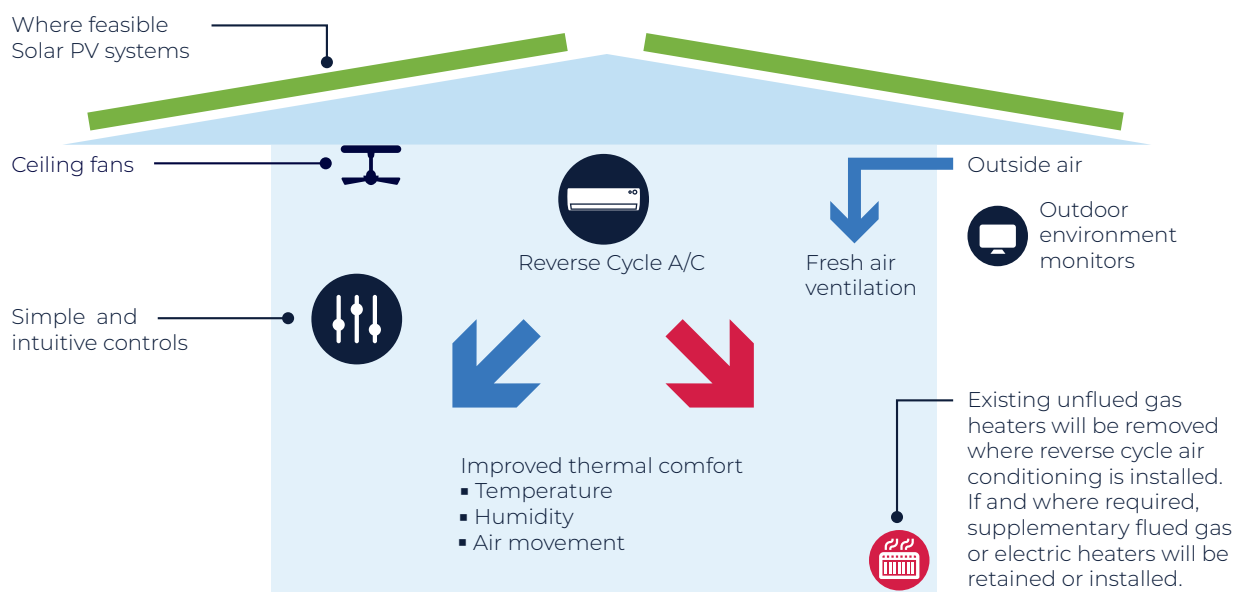 Where feasible
Solar PV systems
Ceiling fans
Outside air
Outdoor
environment
monitors
Reverse Cycle A/C
Fresh air
ventilation
Simple and
intuitive controls
Existing unflued gas
heaters will be removed
where reverse cycle air
conditioning is installed.
If and where required,
supplementary flued gas
or electric heaters will be
retained or installed.
Improved thermal comfort
▪ Temperature
▪ Humidity
▪ Air movement